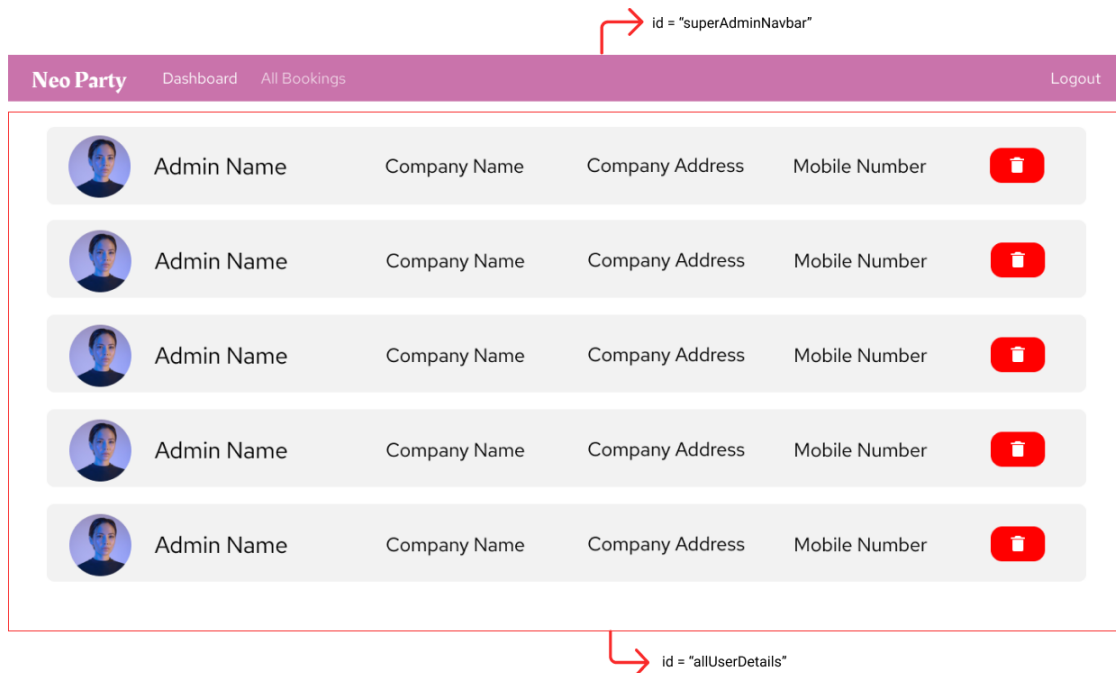 id = “superAdminNavbar”
Neo Party Dashboard All Bookings Logout
Admin Name Company Name Company Address Mobile Number
Admin Name Company Name Company Address Mobile Number
Admin Name Company Name Company Address Mobile Number
Admin Name Company Name Company Address Mobile Number
Admin Name Company Name Company Address Mobile Number
id = “allUserDetails”